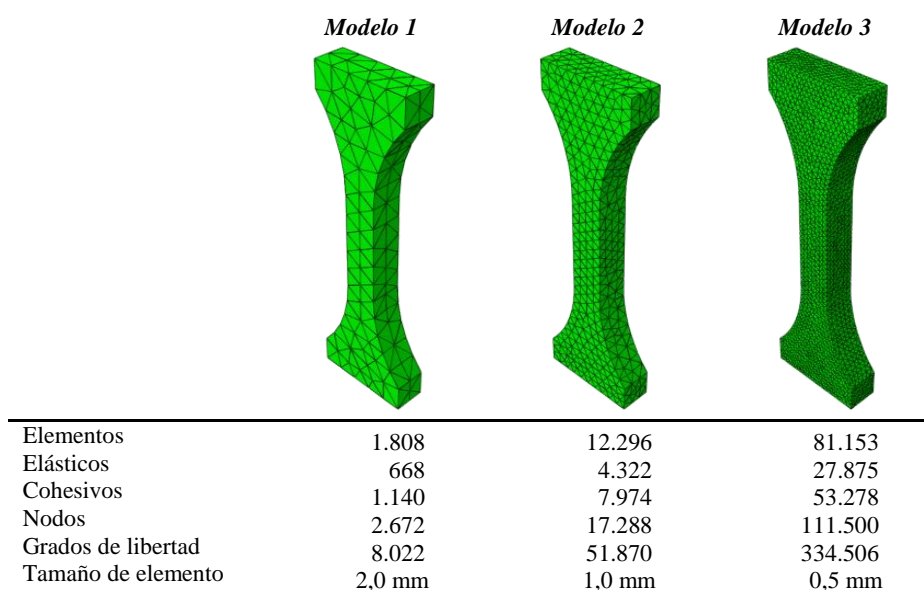 Modelo 1 Modelo 2 Modelo 3
Elementos 1.808 12.296 81.153
Elásticos 668 4.322 27.875
Cohesivos 1.140 7.974 53.278
Nodos 2.672 17.288 111.500
Grados de libertad 8.022 51.870 334.506
Tamaño de elemento 2,0 mm 1,0 mm 0,5 mm